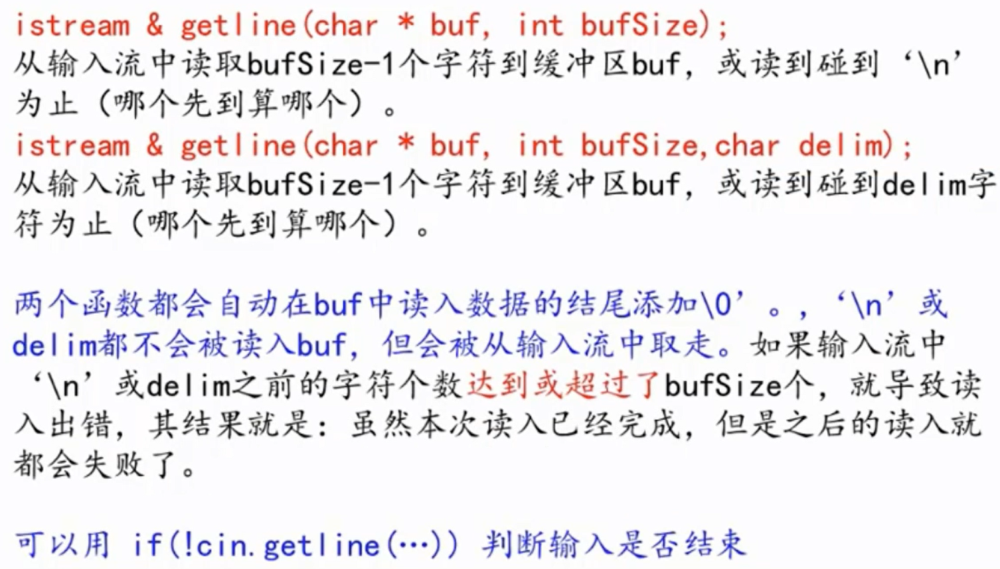 istream & getline(char * buf, int bufSize);
从输入流中读取bufSize-1个字符到缓冲区buf，或读到碰到‘\n’
为止（哪个先到算哪个）。
istream & getline(char * buf, int bufSize,char delim);
从输入流中读取bufSize-1个字符到缓冲区buf，或读到碰到delim字
符为止（哪个先到算哪个）。
两个函数都会自动在buf中读入数据的结尾添加\0’。，‘\n’或
delim都不会被读入buf，但会被从输入流中取走。如果输入流中
‘\n’或delim之前的字符个数达到或超过了bufSize个，就导致读
入出错，其结果就是：虽然本次读入已经完成，但是之后的读入就
都会失败了。
可以用 if(!cin.getline(…)) 判断输入是否结束